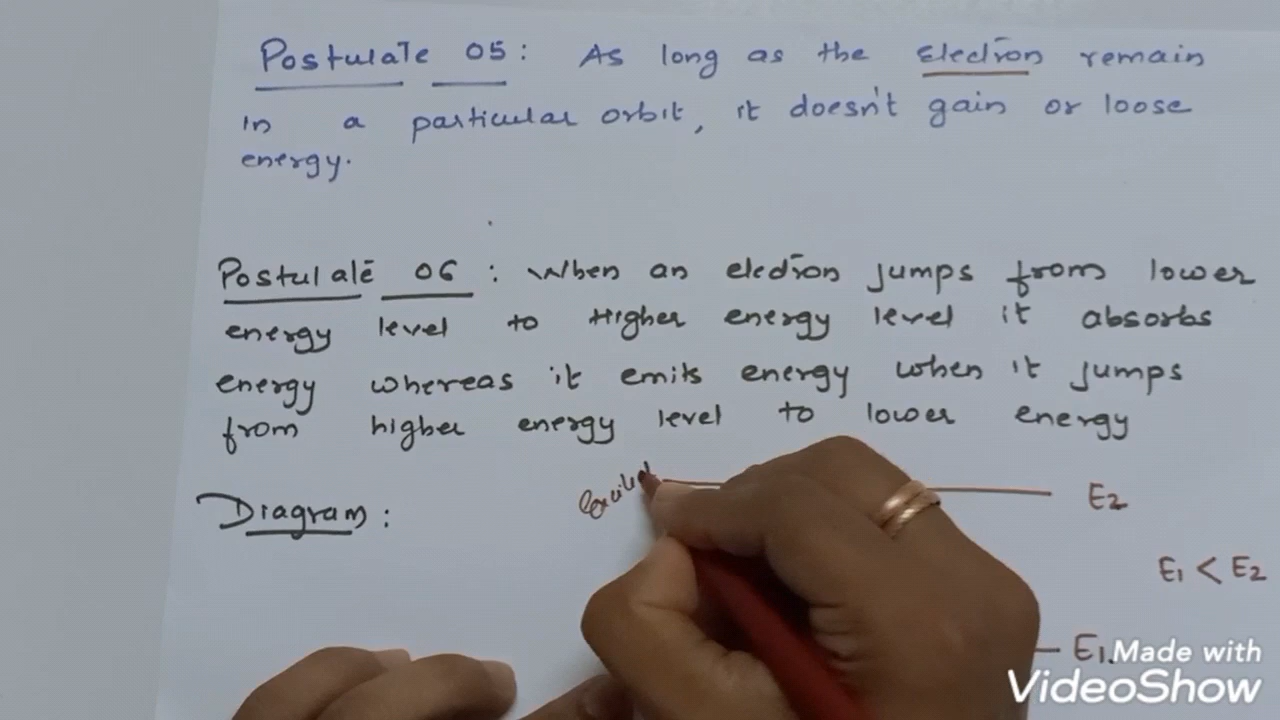 Postulate 05: As long as the Electron remain
in a particular orbit, it doesn't gain or loose
energy.
Postulate 06: When an electron jumps from lower
energy level to Higher energy level it absorbs
energy whereas it emits energy when it jumps
from higher energy level to lower energy
Diagram:
Excited
E2
E1 < E2
E1
Made with
VideoShow